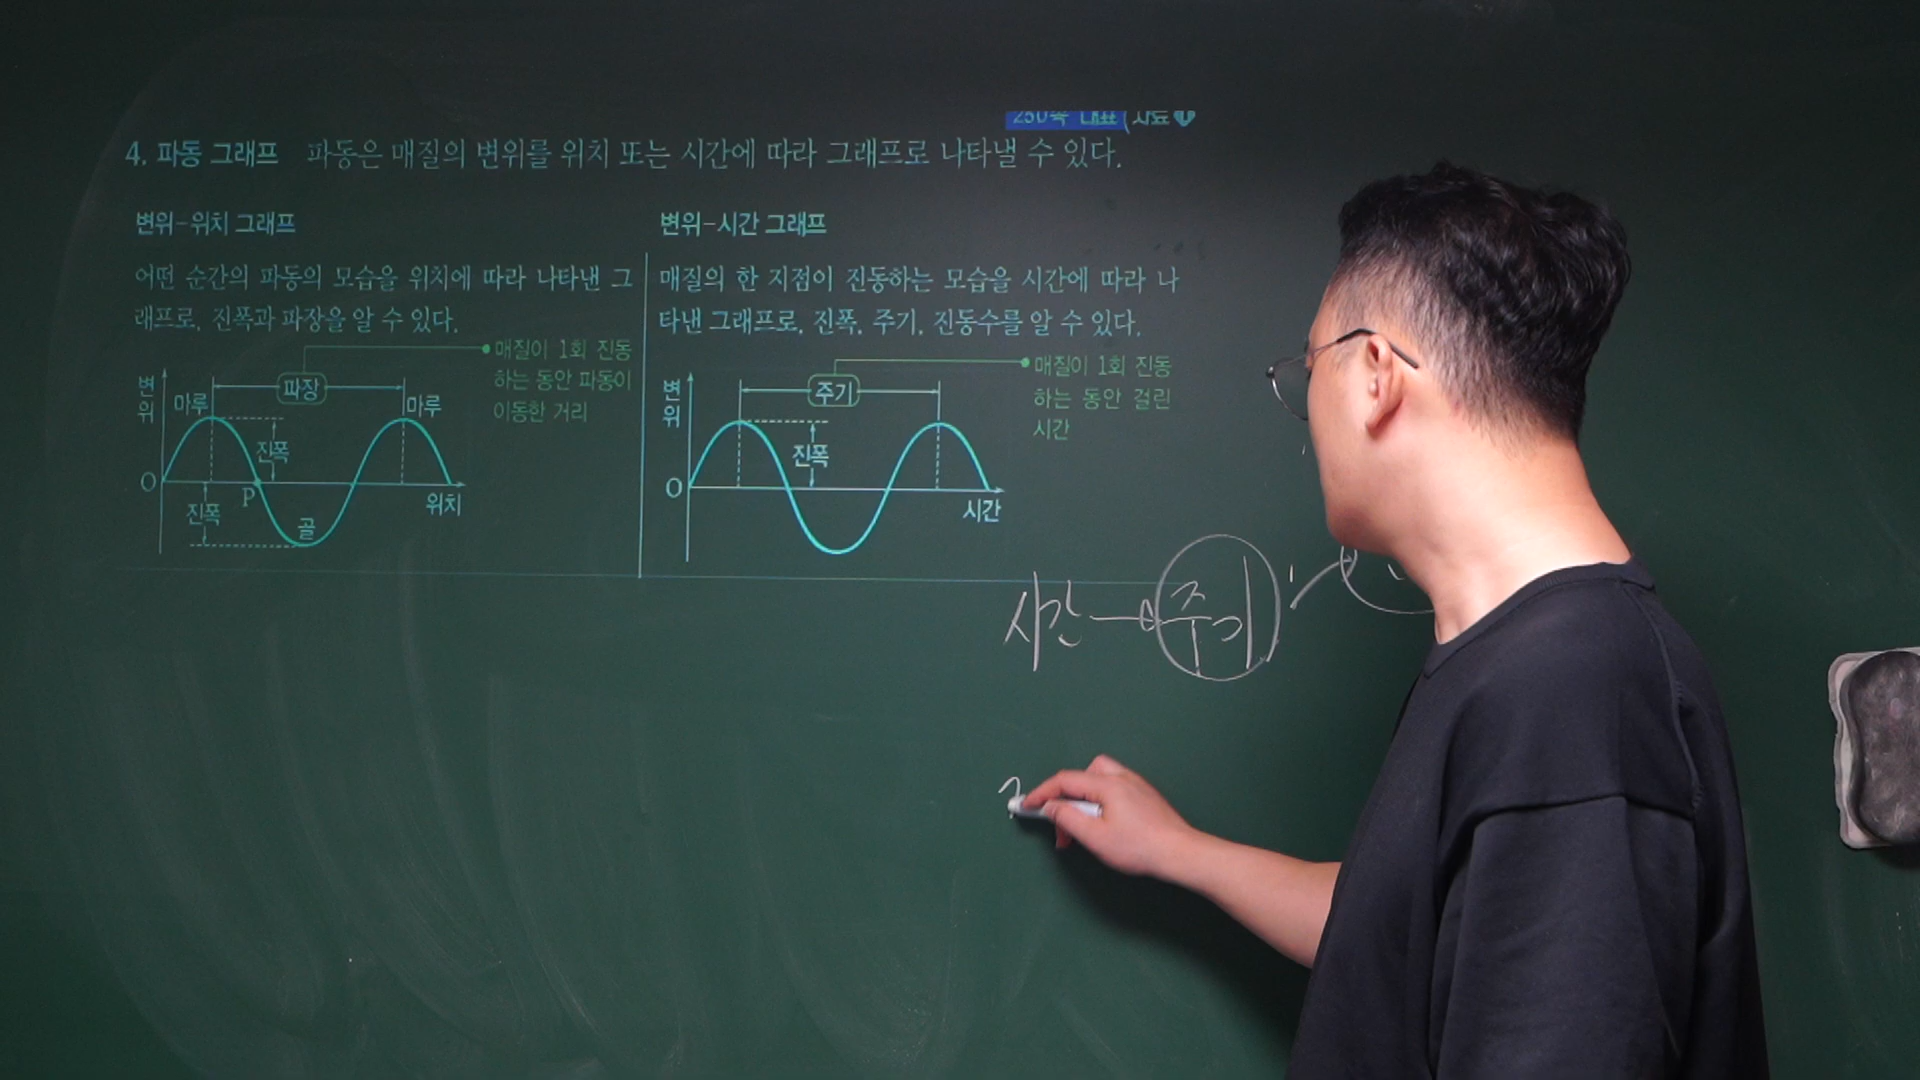 250쪽 대표 자료
4. 파동 그래프 파동은 매질의 변위를 위치 또는 시간에 따라 그래프로 나타낼 수 있다.
변위-위치 그래프
어떤 순간의 파동의 모습을 위치에 따라 나타낸 그
래프로, 진폭과 파장을 알 수 있다.
매질이 1회 진동
하는 동안 파동이
이동한 거리
변위
마루
파장
마루
진폭
O
P
위치
진폭
골
변위-시간 그래프
매질의 한 지점이 진동하는 모습을 시간에 따라 나
타낸 그래프로, 진폭, 주기, 진동수를 알 수 있다.
매질이 1회 진동
하는 동안 걸린
시간
변위
주기
진폭
O
시간
시간 주기